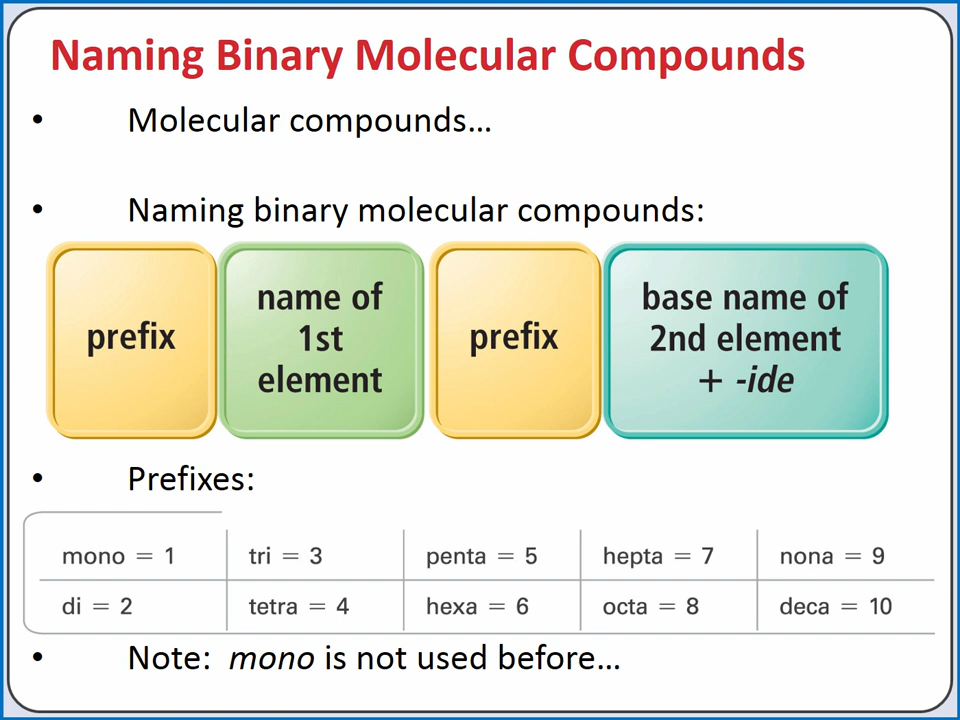 Naming Binary Molecular Compounds
• Molecular compounds…
• Naming binary molecular compounds:
prefix
name of
1st
element
prefix
base name of
2nd element
+ -ide
• Prefixes:
mono = 1 tri = 3 penta = 5 hepta = 7 nona = 9
di = 2 tetra = 4 hexa = 6 octa = 8 deca = 10
• Note: mono is not used before…